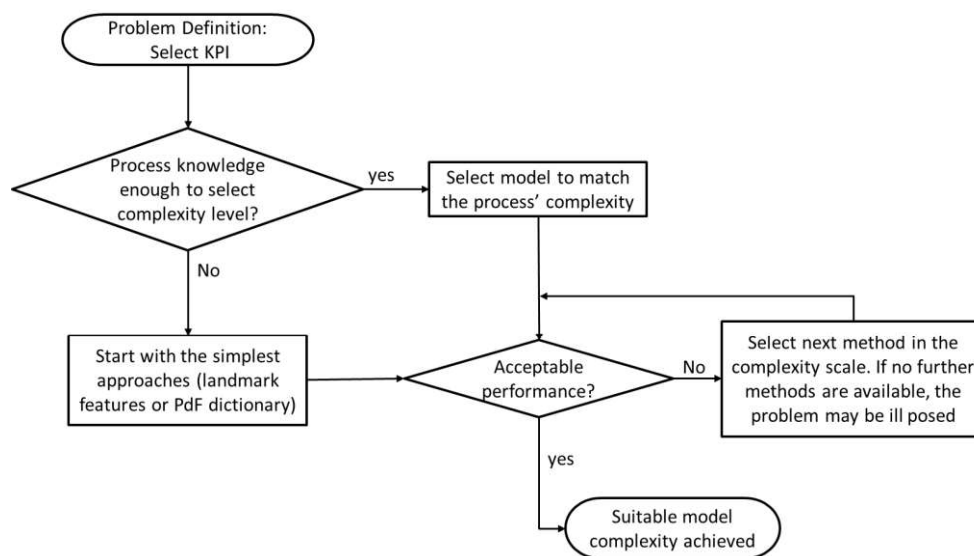 Problem Definition:
Select KPI
Process knowledge
enough to select
complexity level?
yes
Select model to match
the process’ complexity
No
Start with the simplest
approaches (landmark
features or PdF dictionary)
Acceptable
performance?
No
Select next method in the
complexity scale. If no further
methods are available, the
problem may be ill posed
yes
Suitable model
complexity achieved